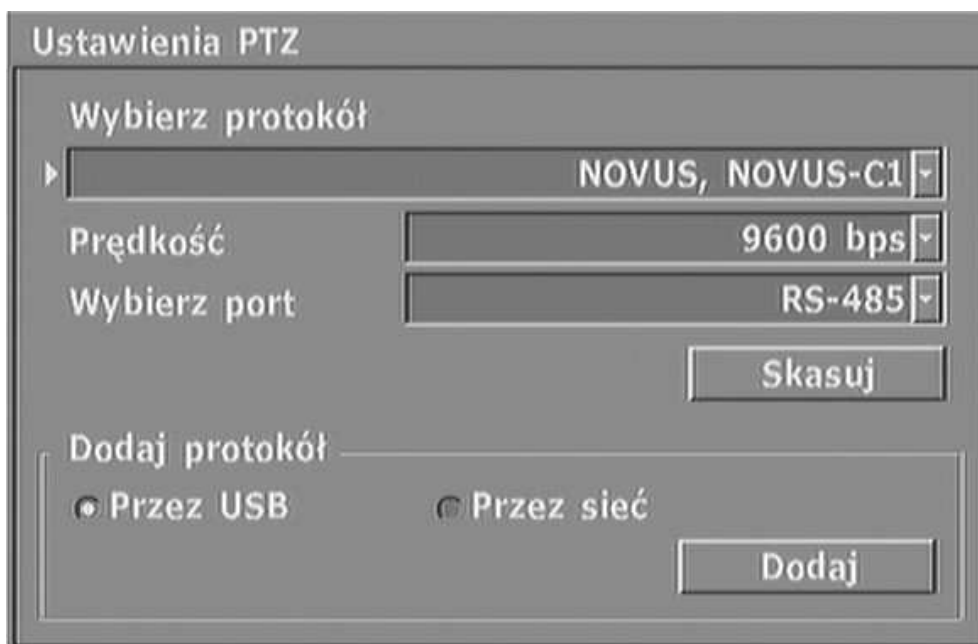 Ustawienia PTZ
Wybierz protokół
NOVUS, NOVUS-C1
Prędkość 9600 bps
Wybierz port RS-485
Skasuj
Dodaj protokół
Przez USB Przez sieć
Dodaj